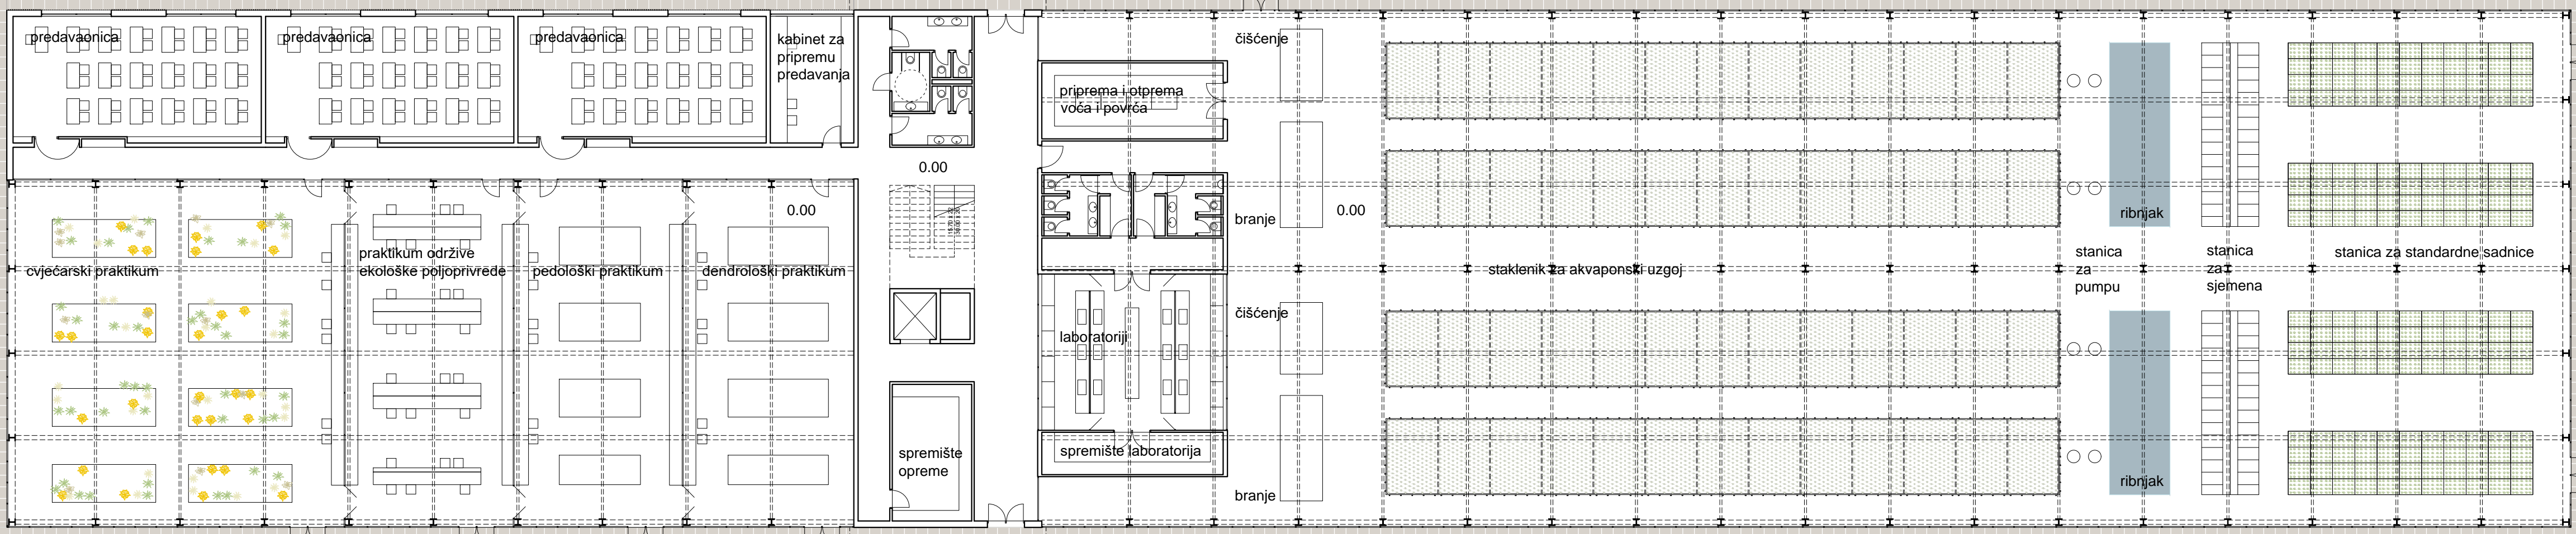 predavaonica
predavaonica
predavaonica
kabinet za
pripremu
predavanja
0.00
0.00
cvjećarski praktikum
praktikum održive
ekološke poljoprivrede
pedološki praktikum
dendrološki praktikum
spremište
opreme
priprema i otprema
voća i povrća
laboratoriji
spremište laboratorija
čišćenje
branje
čišćenje
branje
0.00
staklenik za akvaponski uzgoj
stanica
za
pumpu
ribnjak
ribnjak
stanica
za
sjemena
stanica za standardne sadnice